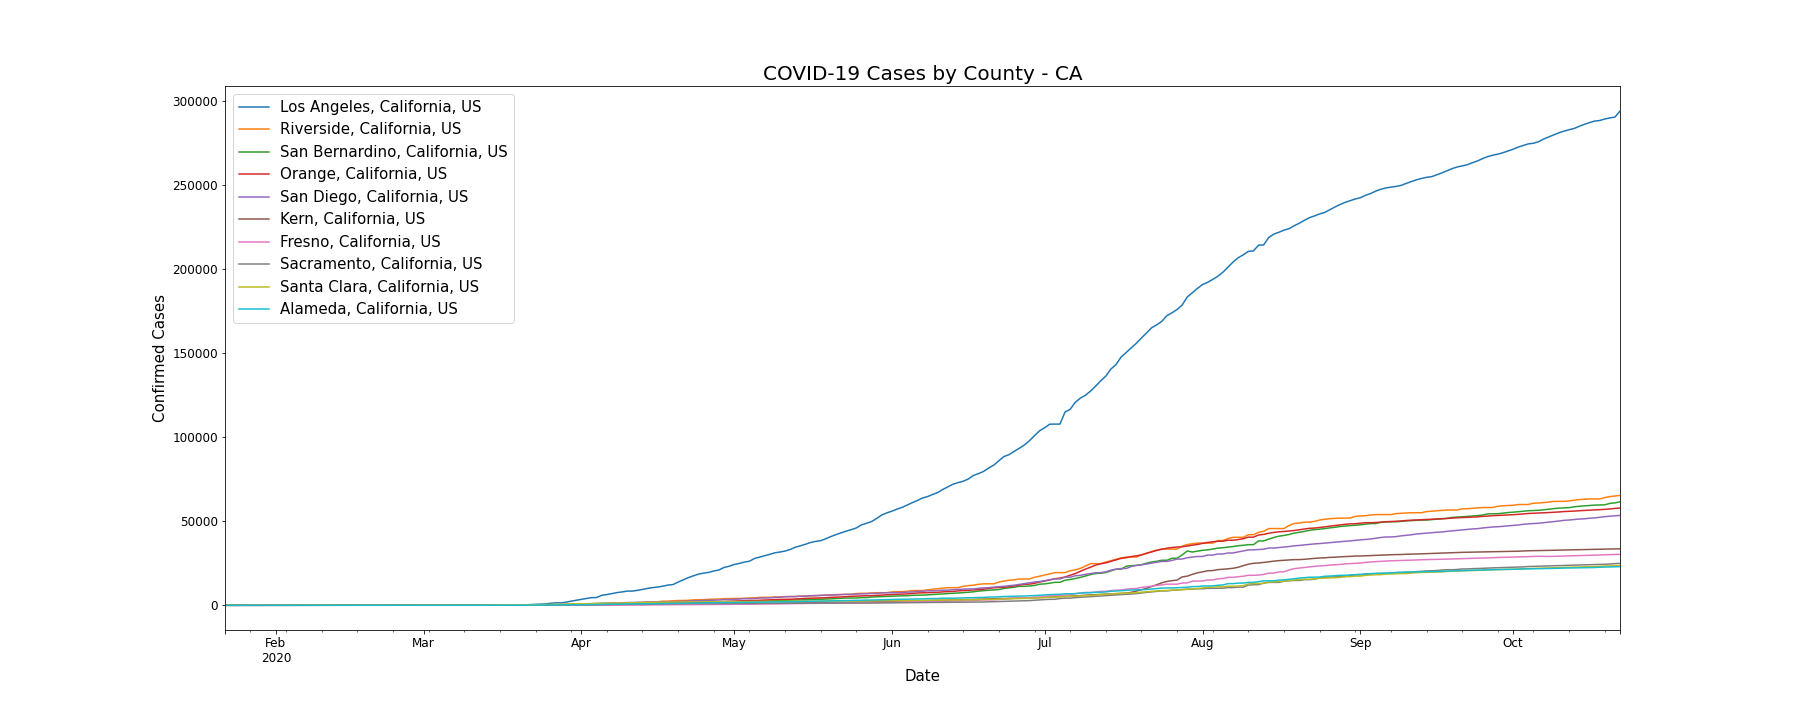 COVID-19 Cases by County - CA
300000
250000
200000
150000
100000
50000
0
Confirmed Cases
Los Angeles, California, US
Riverside, California, US
San Bernardino, California, US
Orange, California, US
San Diego, California, US
Kern, California, US
Fresno, California, US
Sacramento, California, US
Santa Clara, California, US
Alameda, California, US
Feb Mar Apr May Jun Jul Aug Sep Oct
2020
Date